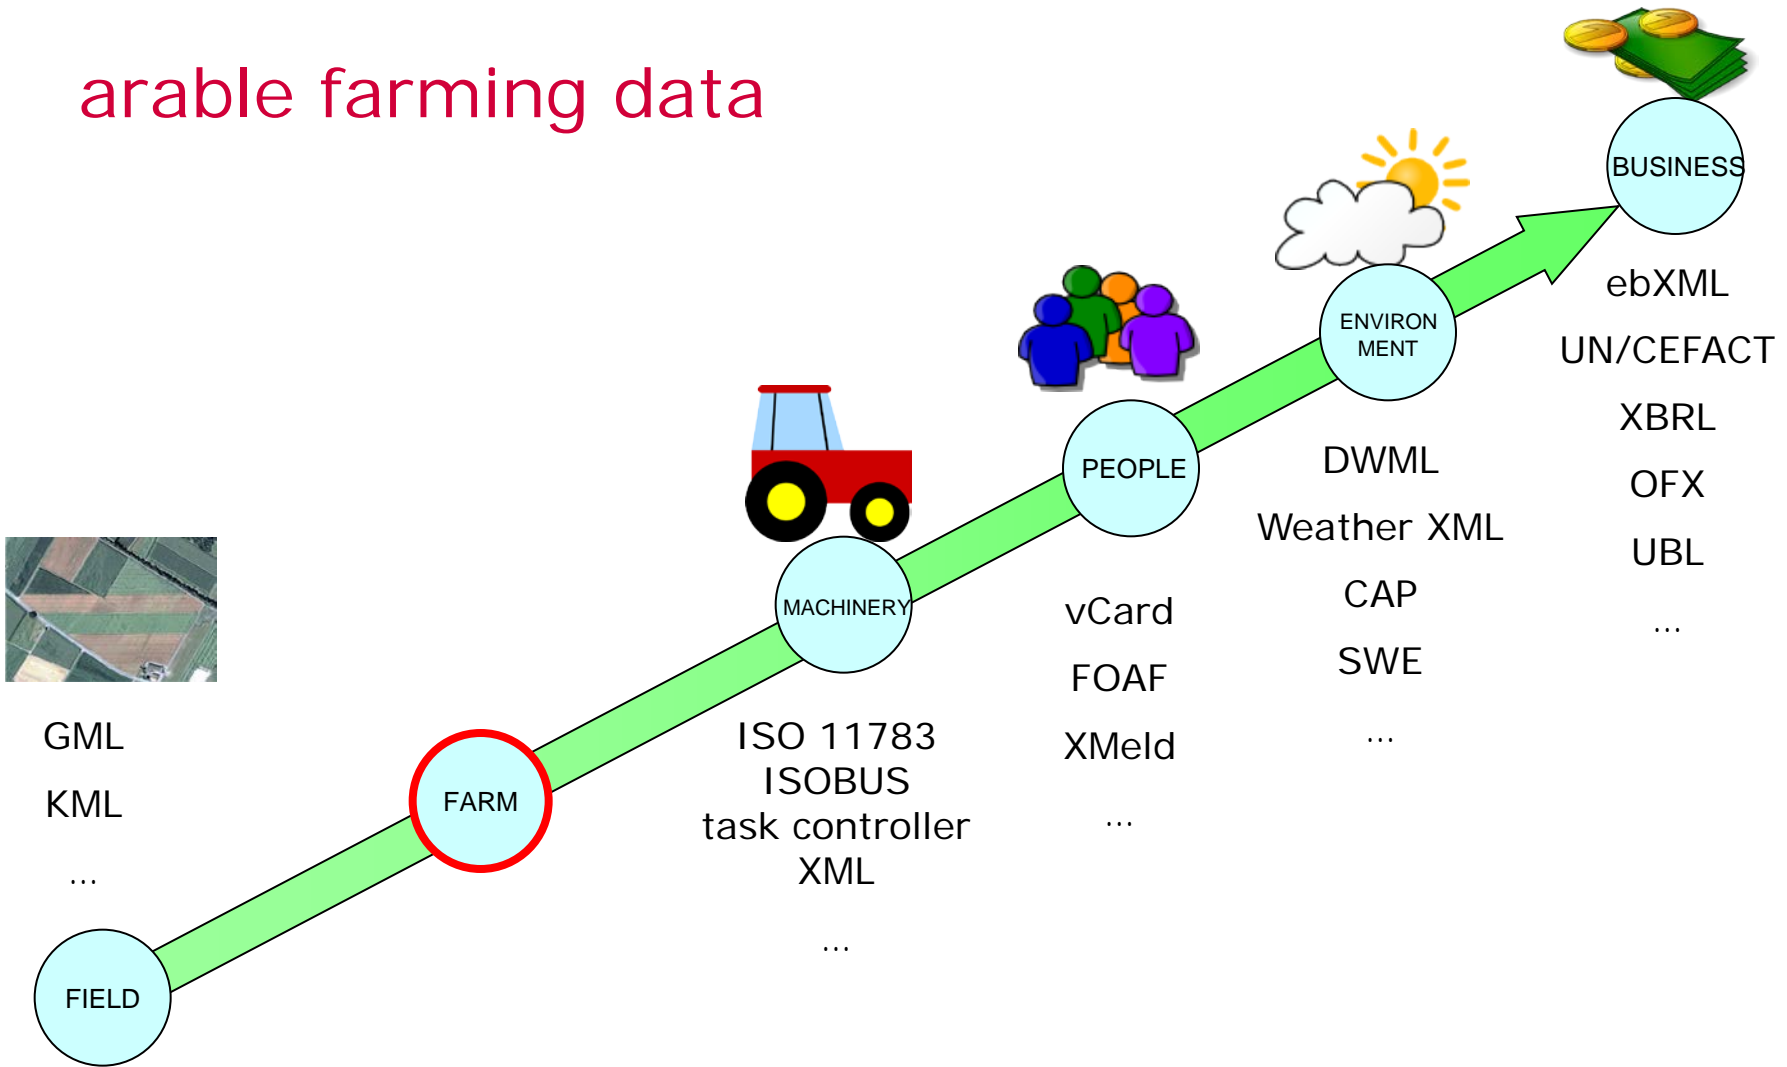 arable farming data
FIELD
GML
KML
...
FARM
MACHINERY
ISO 11783
ISOBUS
task controller
XML
...
PEOPLE
vCard
FOAF
XMeld
...
ENVIRON
MENT
DWML
Weather XML
CAP
SWE
...
BUSINESS
ebXML
UN/CEFACT
XBRL
OFX
UBL
...